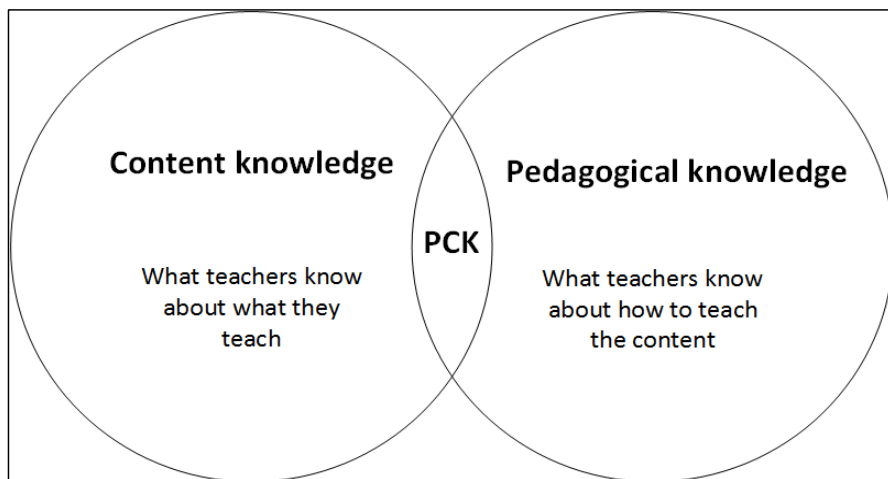 Content knowledge
What teachers know
about what they
teach
PCK
Pedagogical knowledge
What teachers know
about how to teach
the content